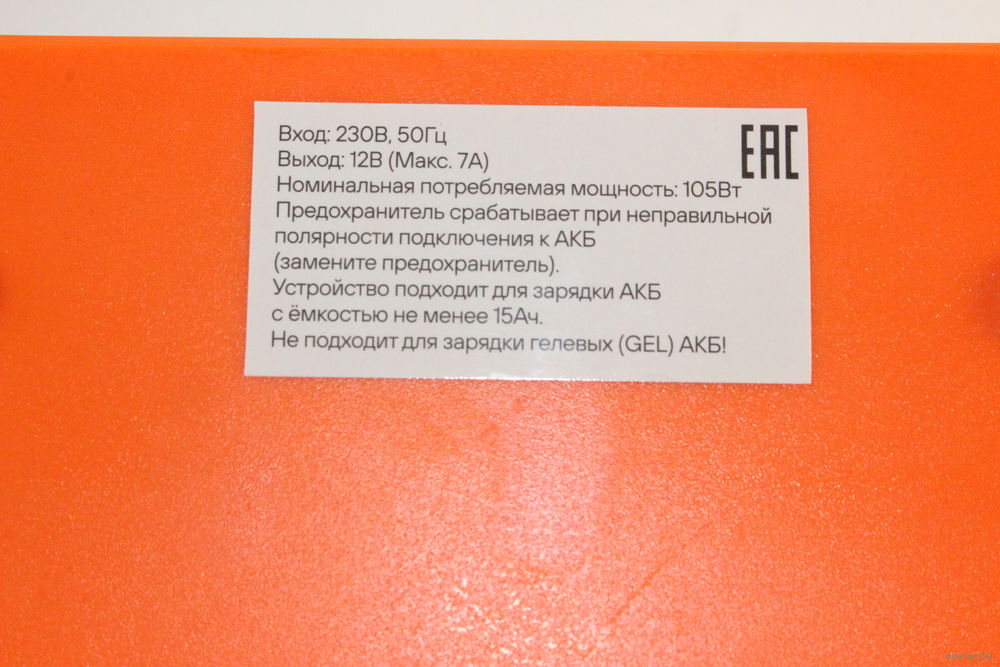 Вход: 230В, 50Гц
EAC
Выход: 12В (Макс. 7А)
Номинальная потребляемая мощность: 105Вт
Предохранитель срабатывает при неправильной
полярности подключения к АКБ
(замените предохранитель).
Устройство подходит для зарядки АКБ
с ёмкостью не менее 15Ач.
Не подходит для зарядки гелевых (GEL) АКБ!